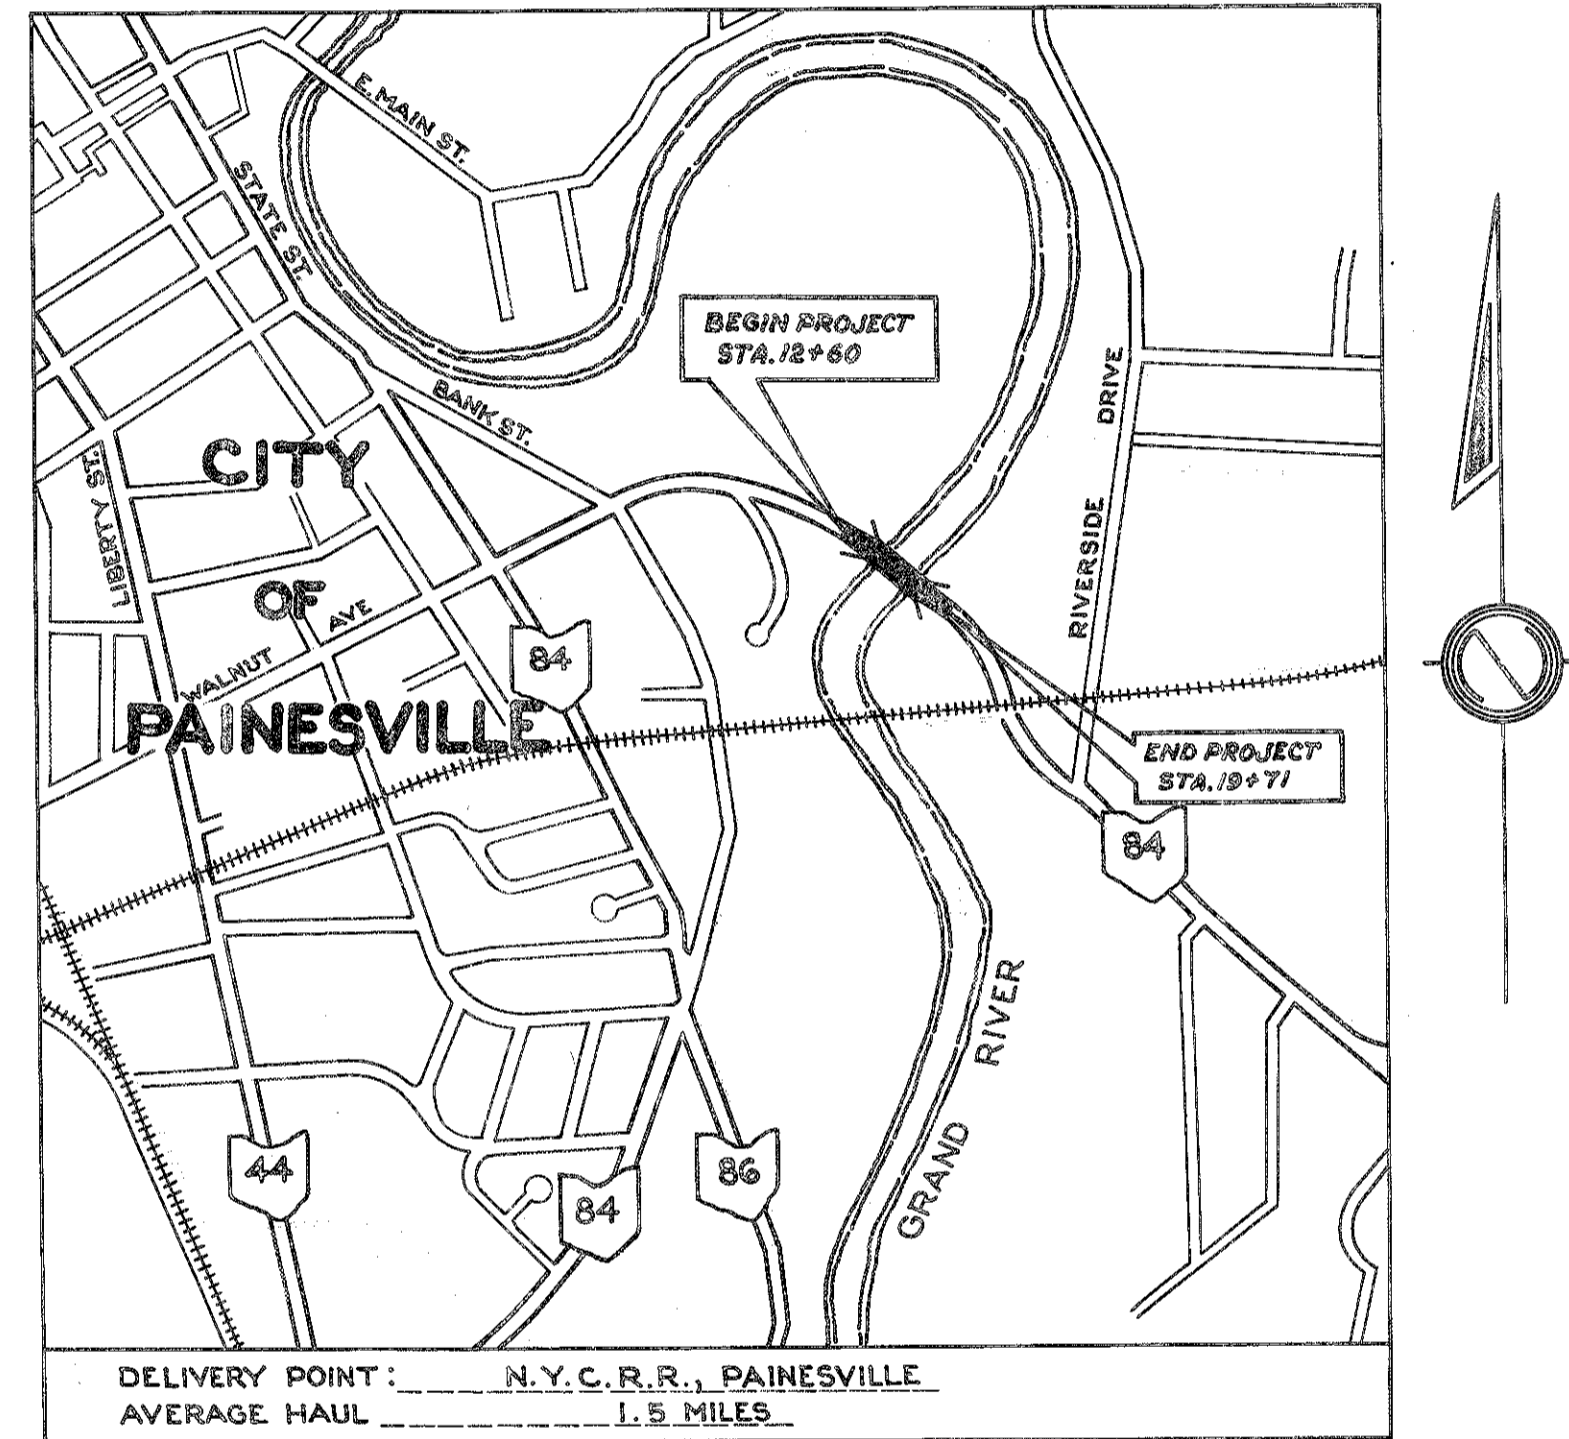 E. MAIN ST.
STATE ST.
BEGIN PROJECT
STA. 12+60
BANK ST.
RIVERSIDE DRIVE
CITY
LIBERTY ST.
OF
WALNUT AVE
84
PAINESVILLE
END PROJECT
STA. 19+71
84
GRAND RIVER
44
84
86
DELIVERY POINT: N.Y.C.R.R., PAINESVILLE
AVERAGE HAUL 1.5 MILES